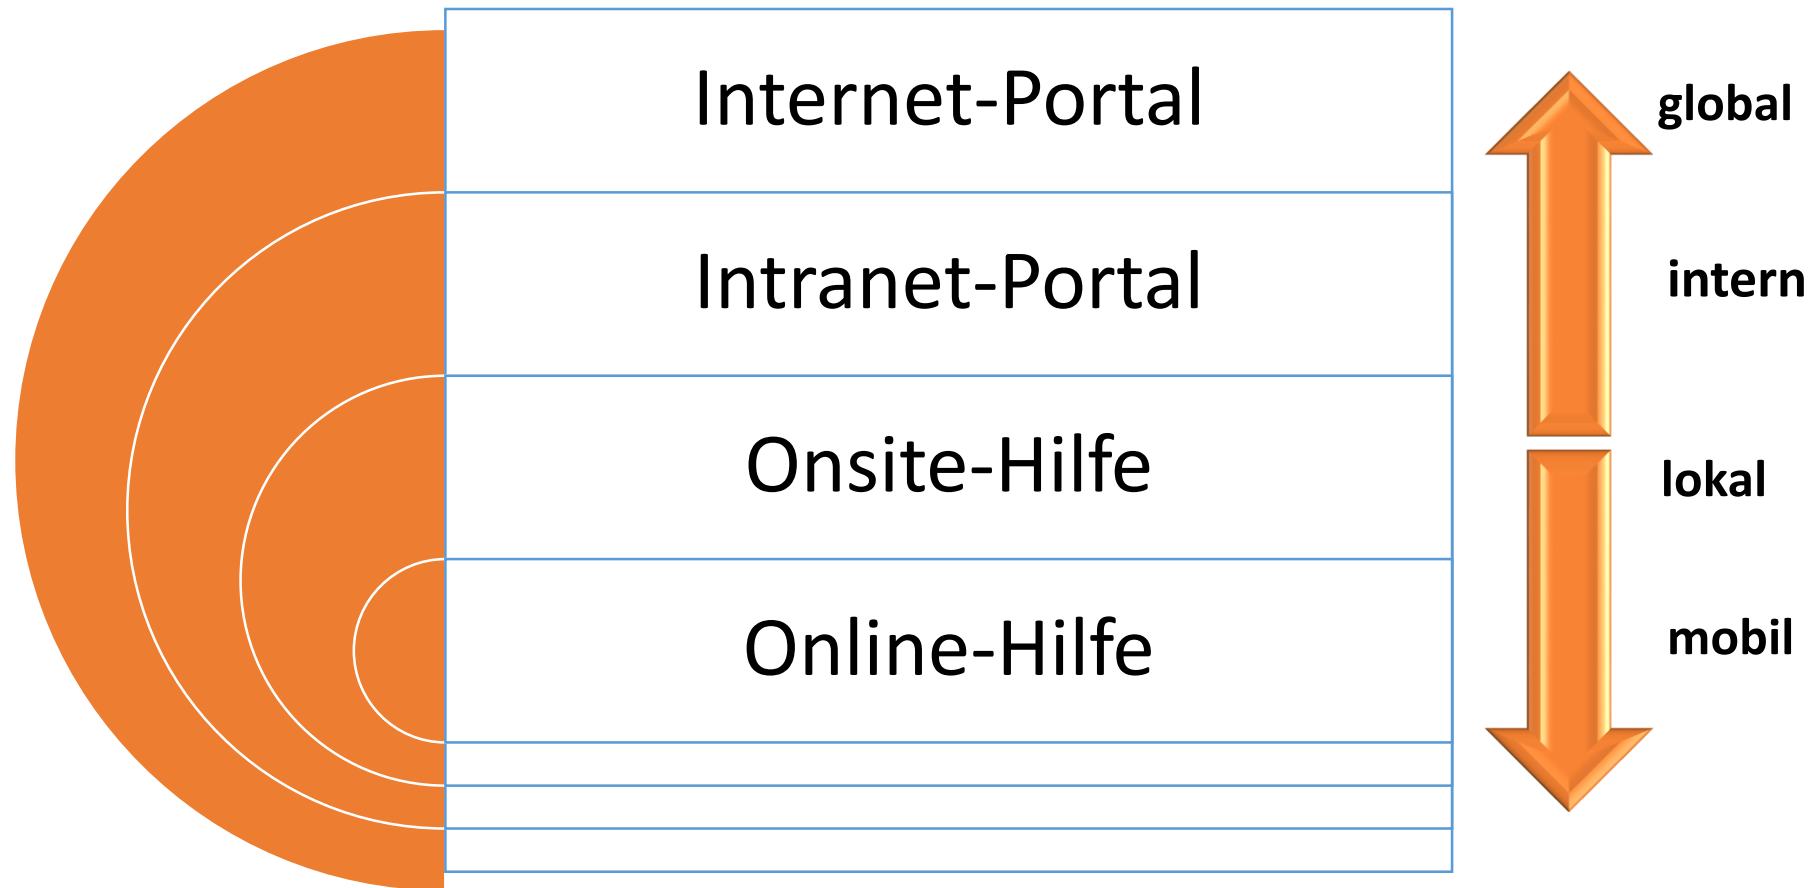 Internet-Portal
global
Intranet-Portal
intern
Onsite-Hilfe
lokal
Online-Hilfe
mobil